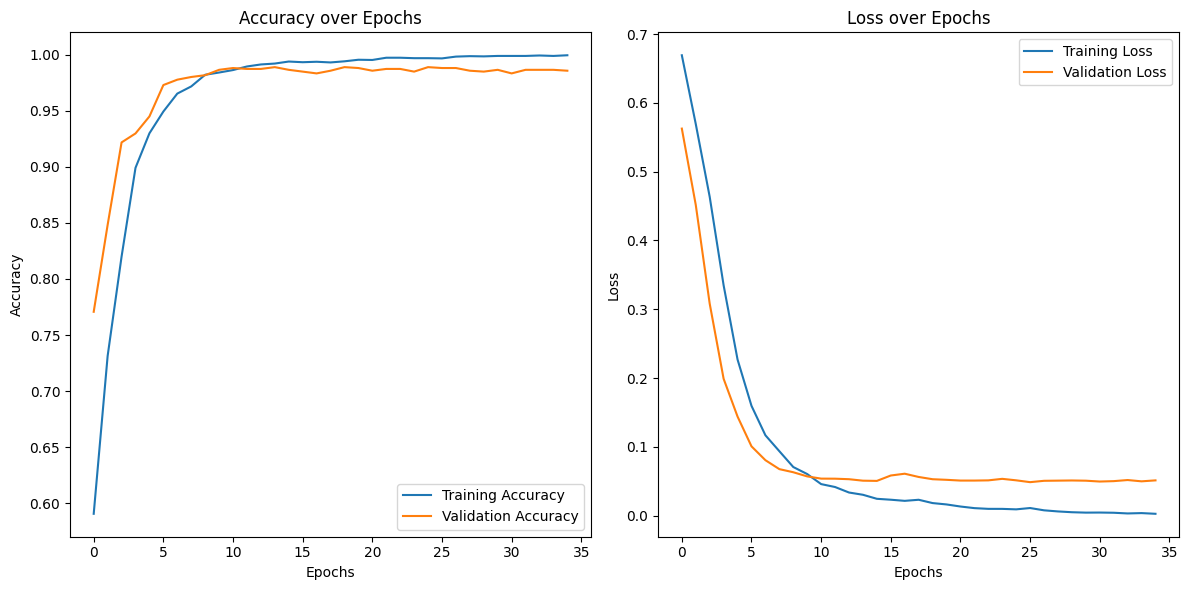 Accuracy over Epochs
1.00
0.95
0.90
0.85
0.80
0.75
0.70
0.65
0.60
Accuracy
0 5 10 15 20 25 30 35
Epochs
Training Accuracy
Validation Accuracy
Loss over Epochs
0.7
0.6
0.5
0.4
0.3
0.2
0.1
0.0
Loss
0 5 10 15 20 25 30 35
Epochs
Training Loss
Validation Loss